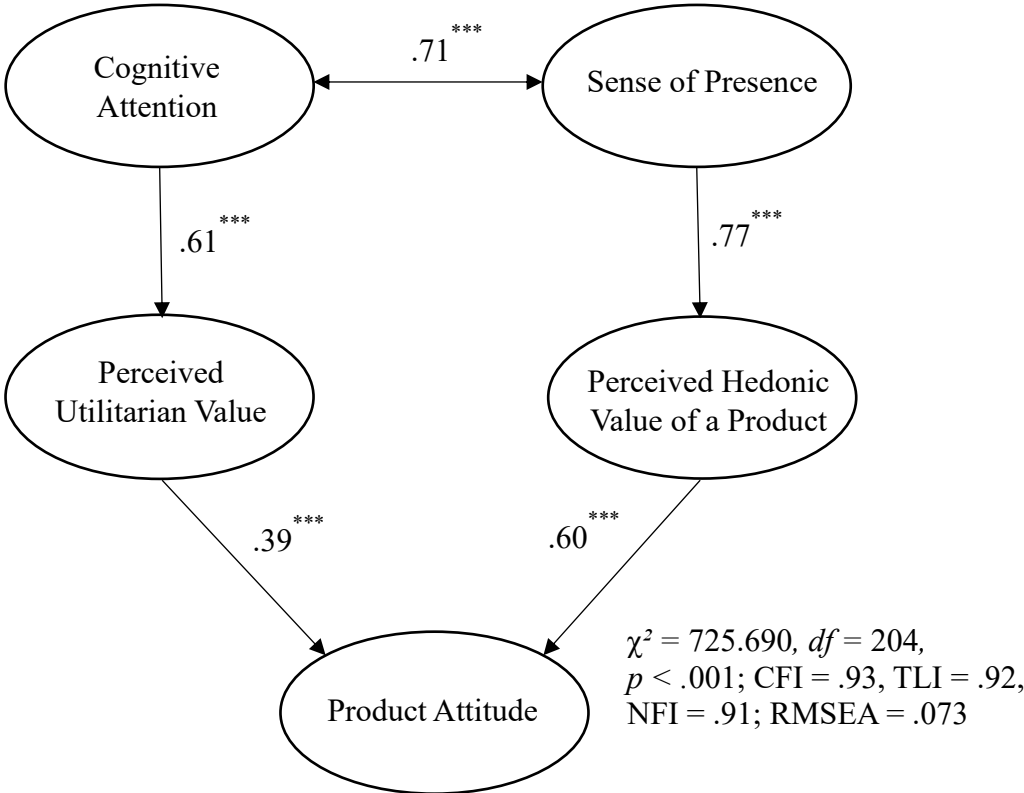 .71***
Cognitive
Attention
Sense of Presence
.61***
.77***
Perceived
Utilitarian Value
Perceived Hedonic
Value of a Product
.39***
.60***
χ² = 725.690, df = 204,
p < .001; CFI = .93, TLI = .92,
NFI = .91; RMSEA = .073
Product Attitude